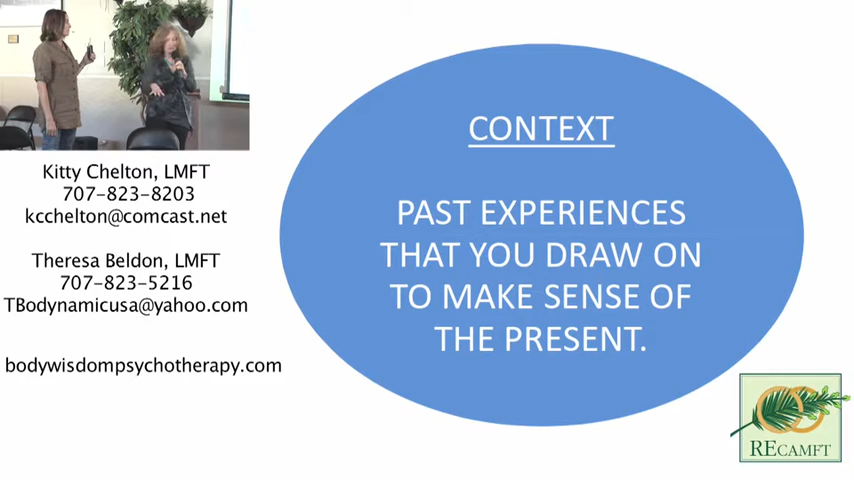 Kitty Chelton, LMFT
707-823-8203
kcchelton@comcast.net
Theresa Beldon, LMFT
707-823-5216
TBodynamicusa@yahoo.com
bodywisdompsychotherapy.com
CONTEXT
PAST EXPERIENCES
THAT YOU DRAW ON
TO MAKE SENSE OF
THE PRESENT.
RECAMFT